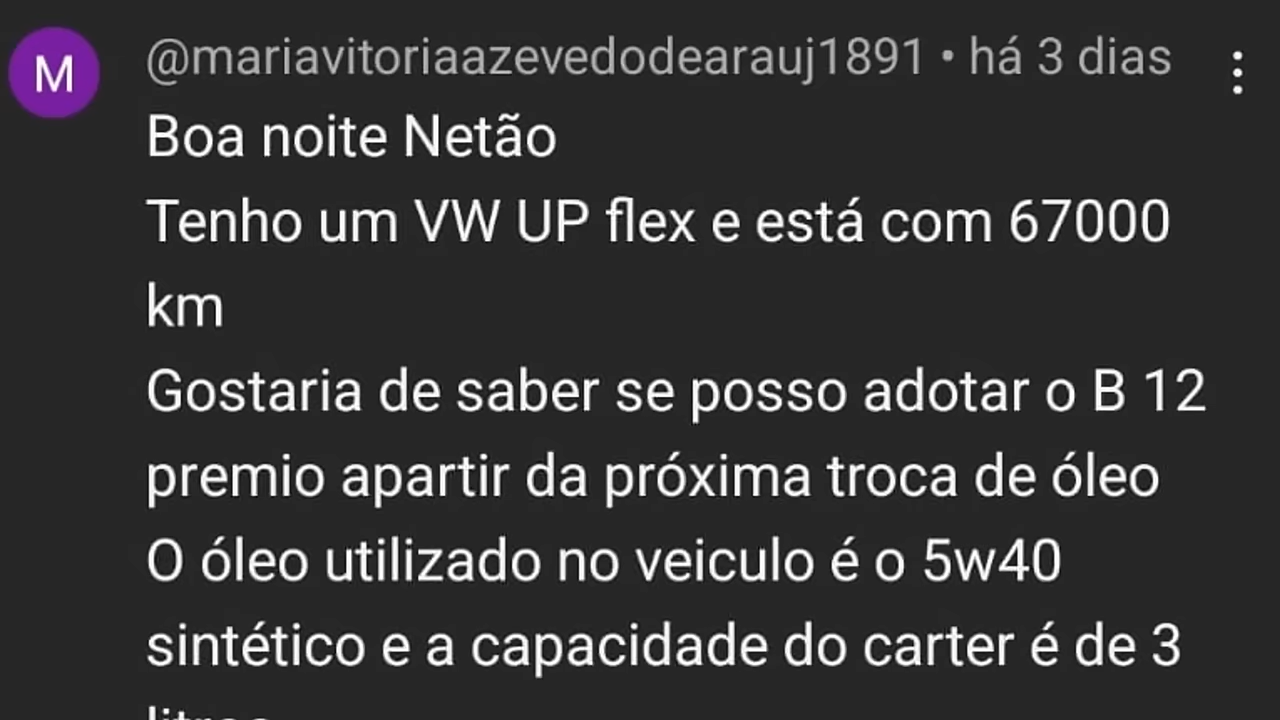 M
@mariavitoriaazevedodearauj1891 • há 3 dias
Boa noite Netão
Tenho um VW UP flex e está com 67000
km
Gostaria de saber se posso adotar o B 12
premio apartir da próxima troca de óleo
O óleo utilizado no veiculo é o 5w40
sintético e a capacidade do carter é de 3